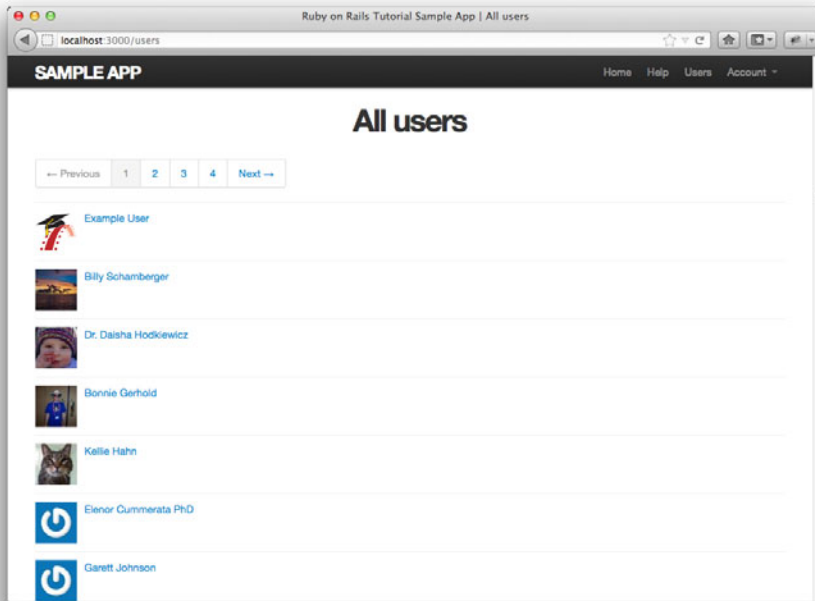 Ruby on Rails Tutorial Sample App | All users
localhost:3000/users
SAMPLE APP
Home Help Users Account
All users
← Previous 1 2 3 4 Next →
Example User
Billy Schamberger
Dr. Daisha Hodkiewicz
Bonnie Gerhold
Kellie Hahn
Elenor Cummerata PhD
Garett Johnson